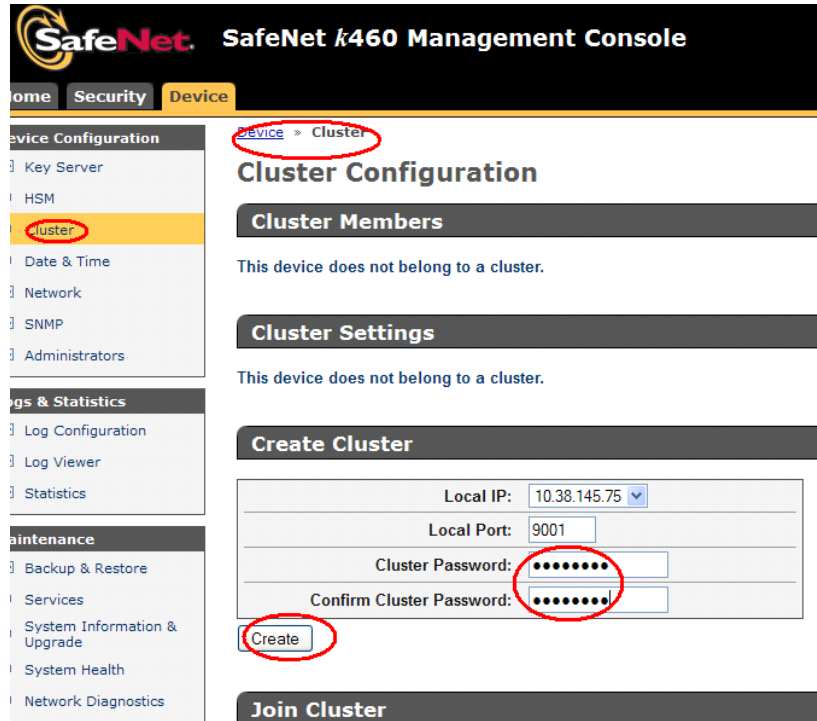 SafeNet. SafeNet k460 Management Console
ome Security Device
evice Configuration
Key Server
HSM
Cluster
Date & Time
Network
SNMP
Administrators
ogs & Statistics
Log Configuration
Log Viewer
Statistics
aintenance
Backup & Restore
Services
System Information &
Upgrade
System Health
Network Diagnostics
Device » Cluster
Cluster Configuration
Cluster Members
This device does not belong to a cluster.
Cluster Settings
This device does not belong to a cluster.
Create Cluster
Local IP: 10.38.145.75
Local Port: 9001
Cluster Password: ••••••••
Confirm Cluster Password: ••••••••
Create
Join Cluster